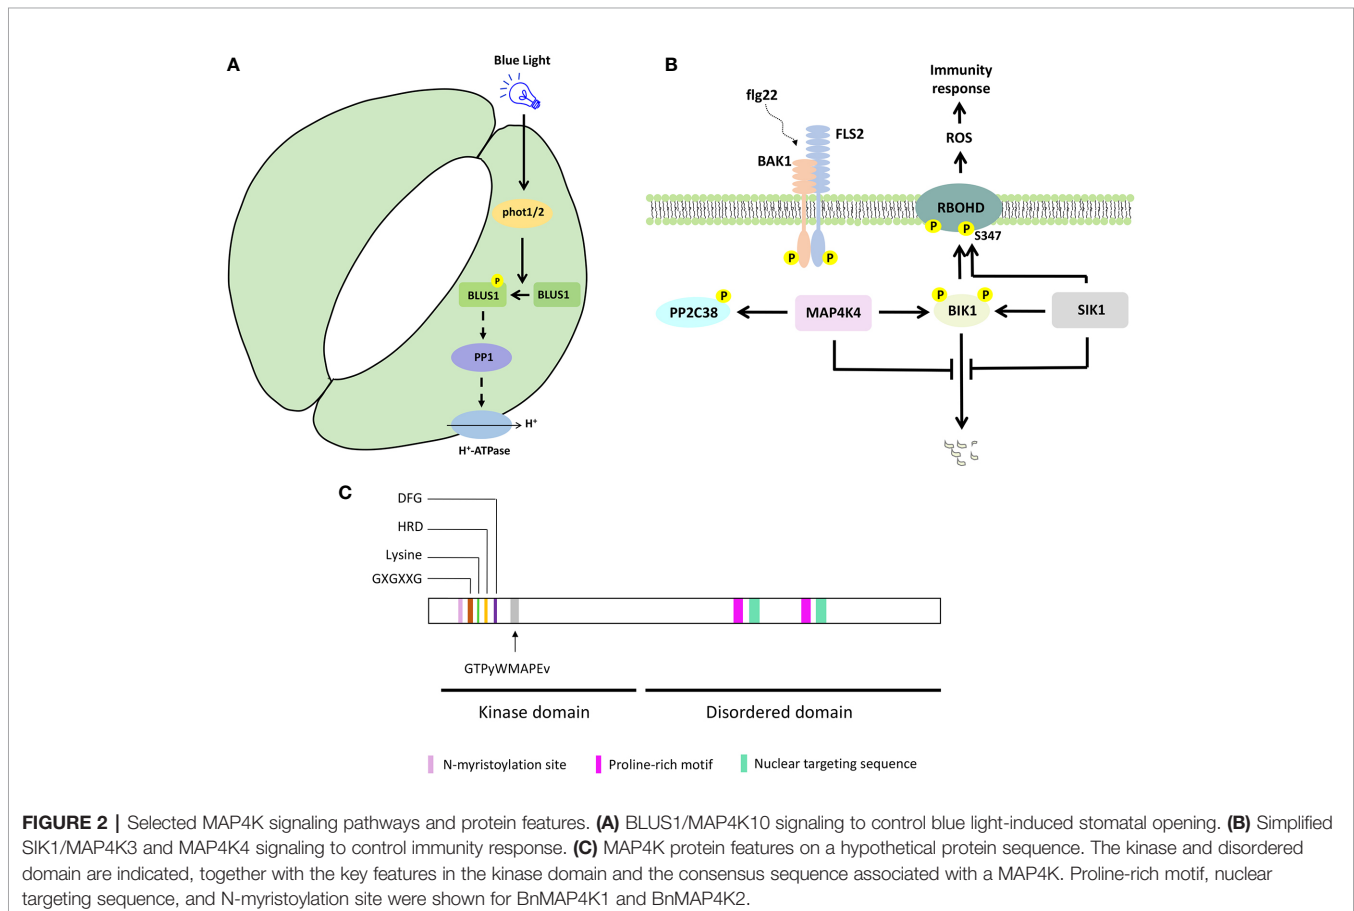 A
Blue Light
phot1/2
P
BLUS1
BLUS1
PP1
H⁺
H⁺-ATPase
B
Immunity
response
flg22
ROS
FLS2
BAK1
RBOHD
P
P
S347
P
P
P
P
P
PP2C38
MAP4K4
BIK1
SIK1
C
DFG
HRD
Lysine
GXGXXG
GTPyWMAPEv
Kinase domain
Disordered domain
N-myristoylation site
Proline-rich motif
Nuclear targeting sequence
FIGURE 2 | Selected MAP4K signaling pathways and protein features. (A) BLUS1/MAP4K10 signaling to control blue light-induced stomatal opening. (B) Simplified
SIK1/MAP4K3 and MAP4K4 signaling to control immunity response. (C) MAP4K protein features on a hypothetical protein sequence. The kinase and disordered
domain are indicated, together with the key features in the kinase domain and the consensus sequence associated with a MAP4K. Proline-rich motif, nuclear
targeting sequence, and N-myristoylation site were shown for BnMAP4K1 and BnMAP4K2.